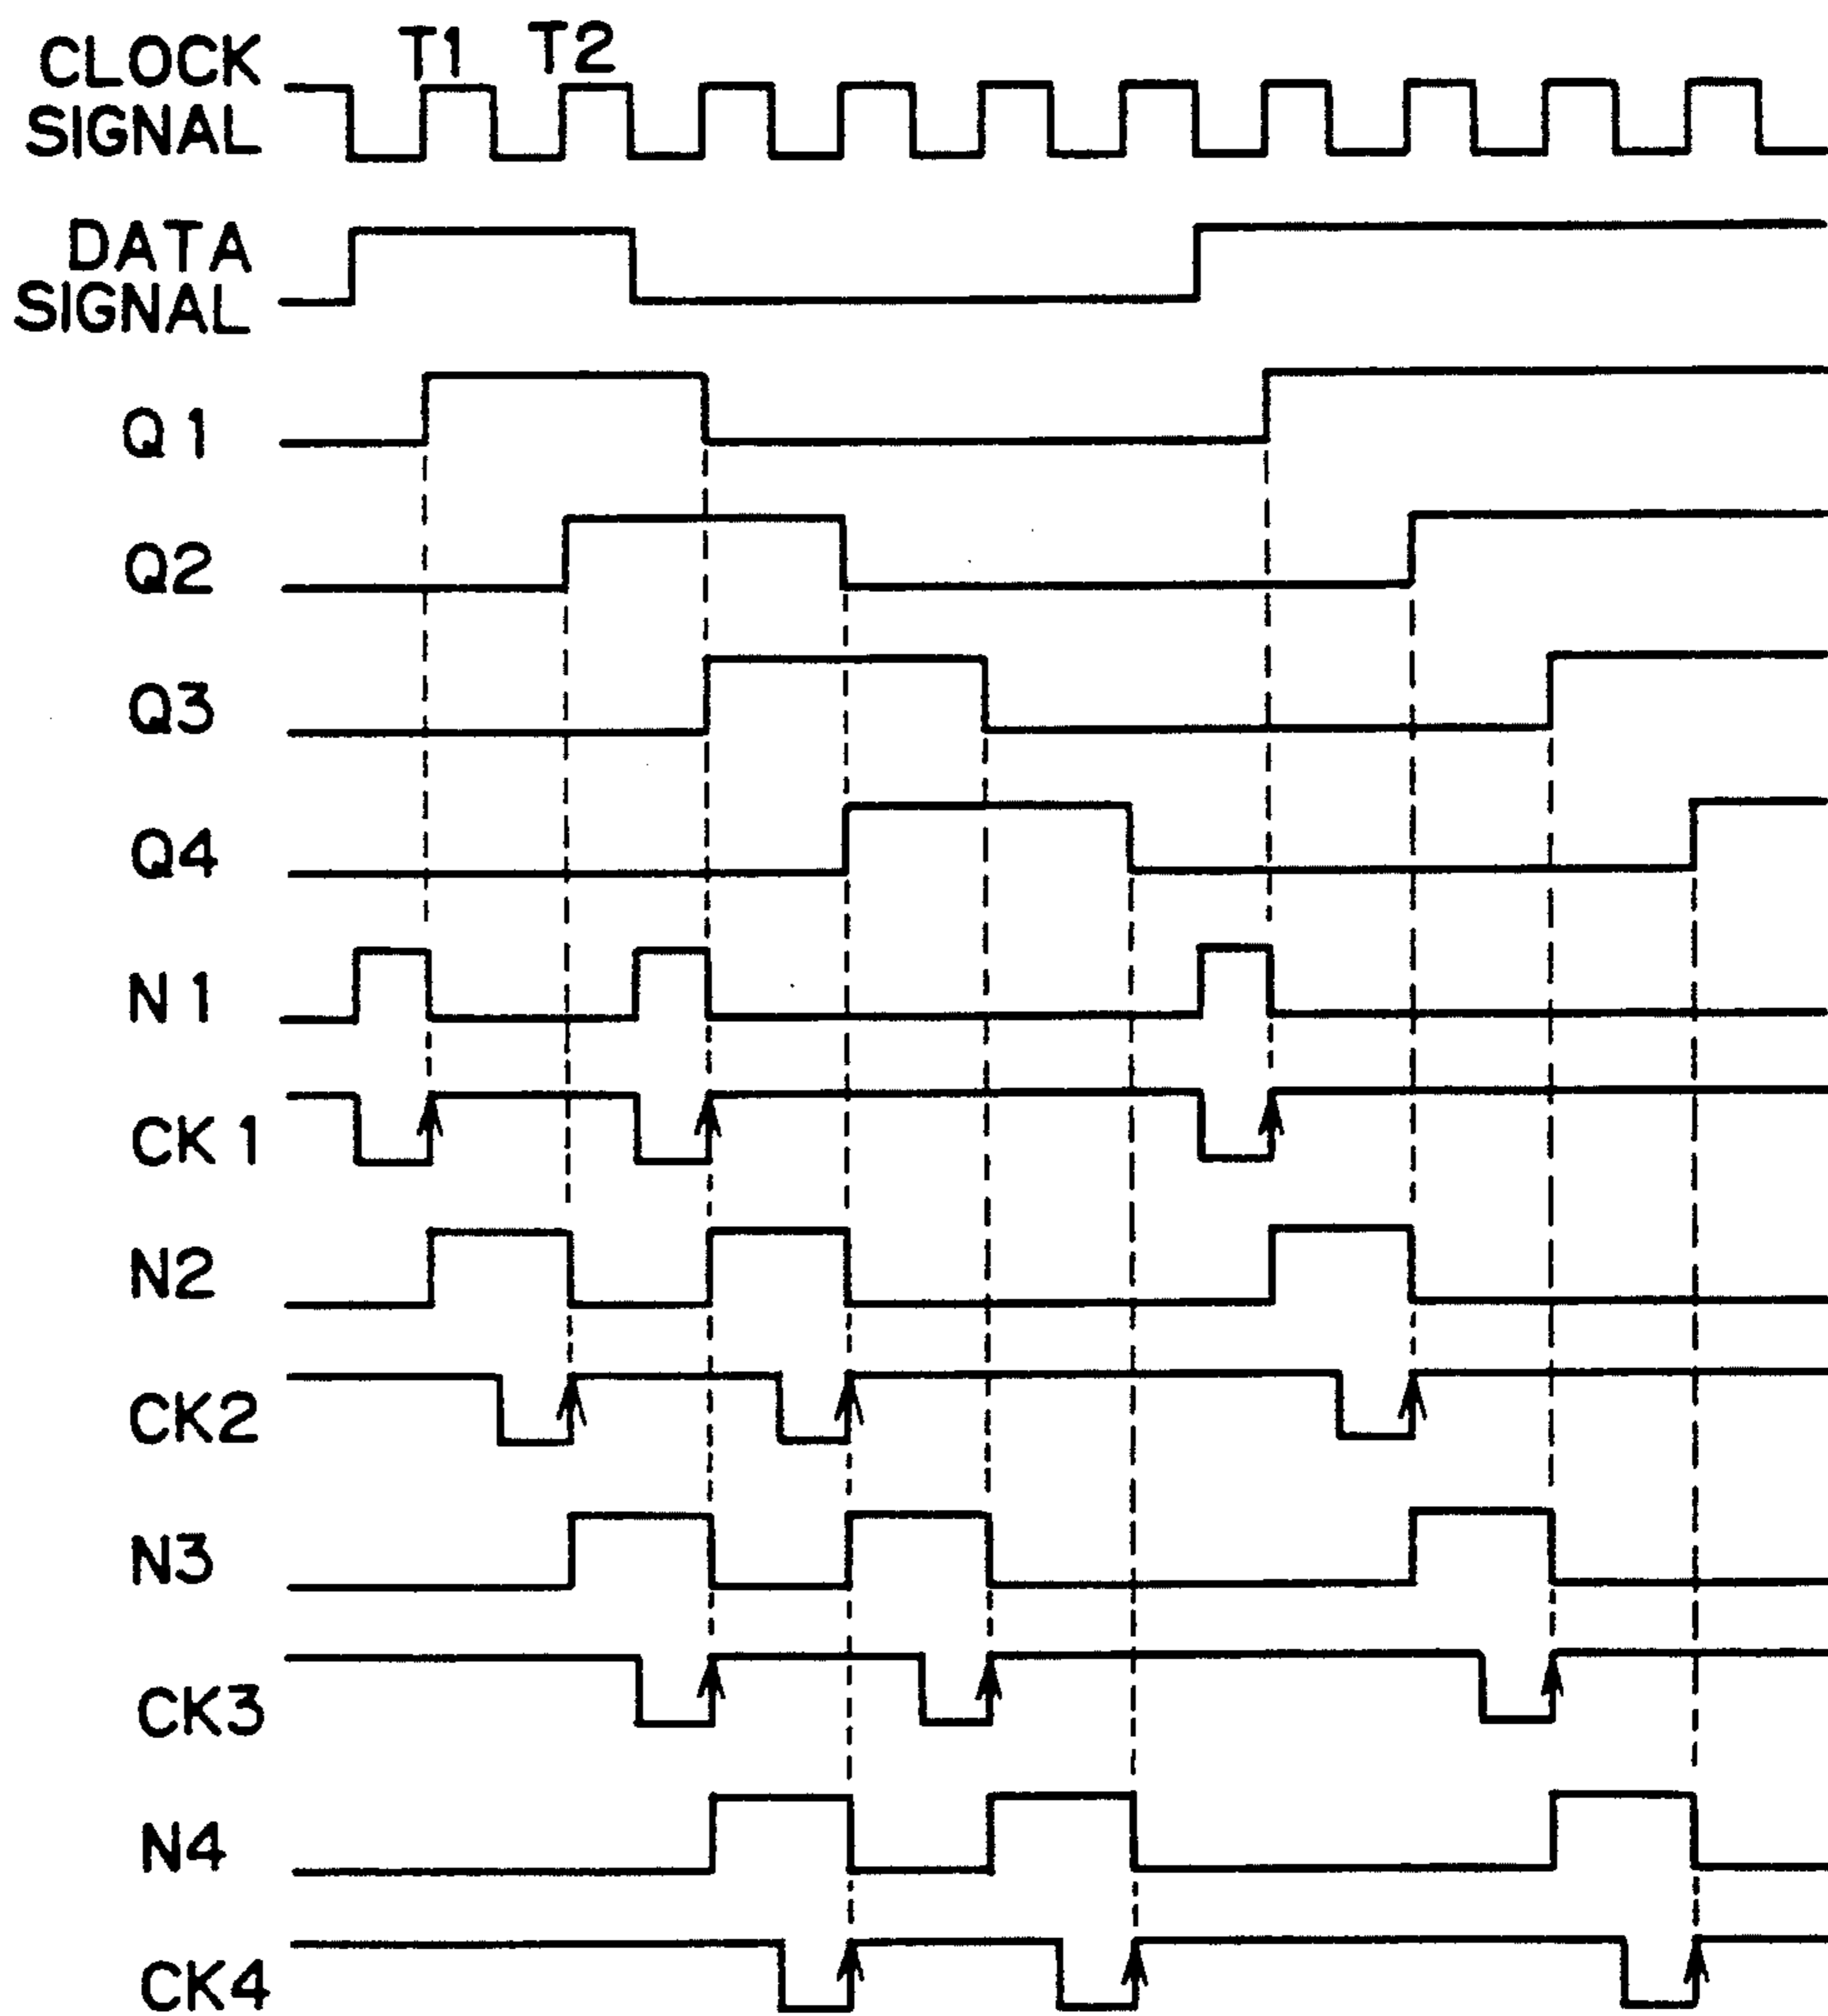 T1 T2
CLOCK
SIGNAL
DATA
SIGNAL
Q1
Q2
Q3
Q4
N1
CK1
N2
CK2
N3
CK3
N4
CK4